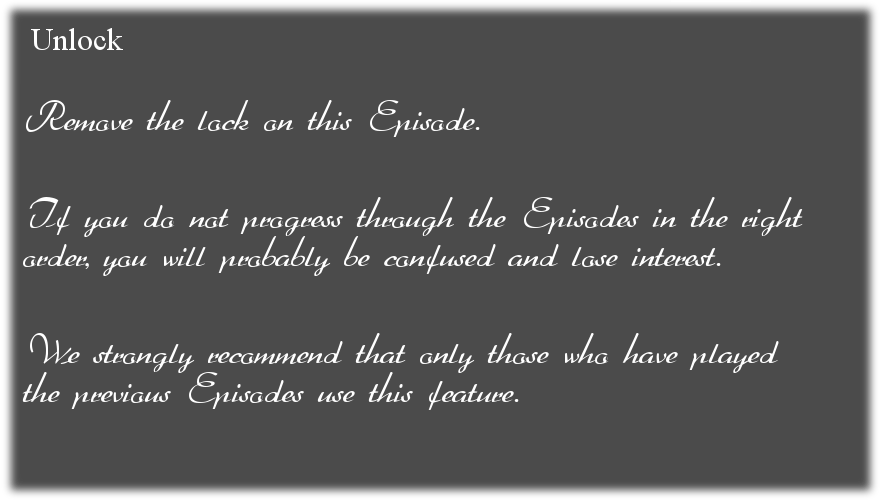 Unlock
Remove the lock on this Episode.
If you do not progress through the Episodes in the right
order, you will probably be confused and lose interest.
We strongly recommend that only those who have played
the previous Episodes use this feature.